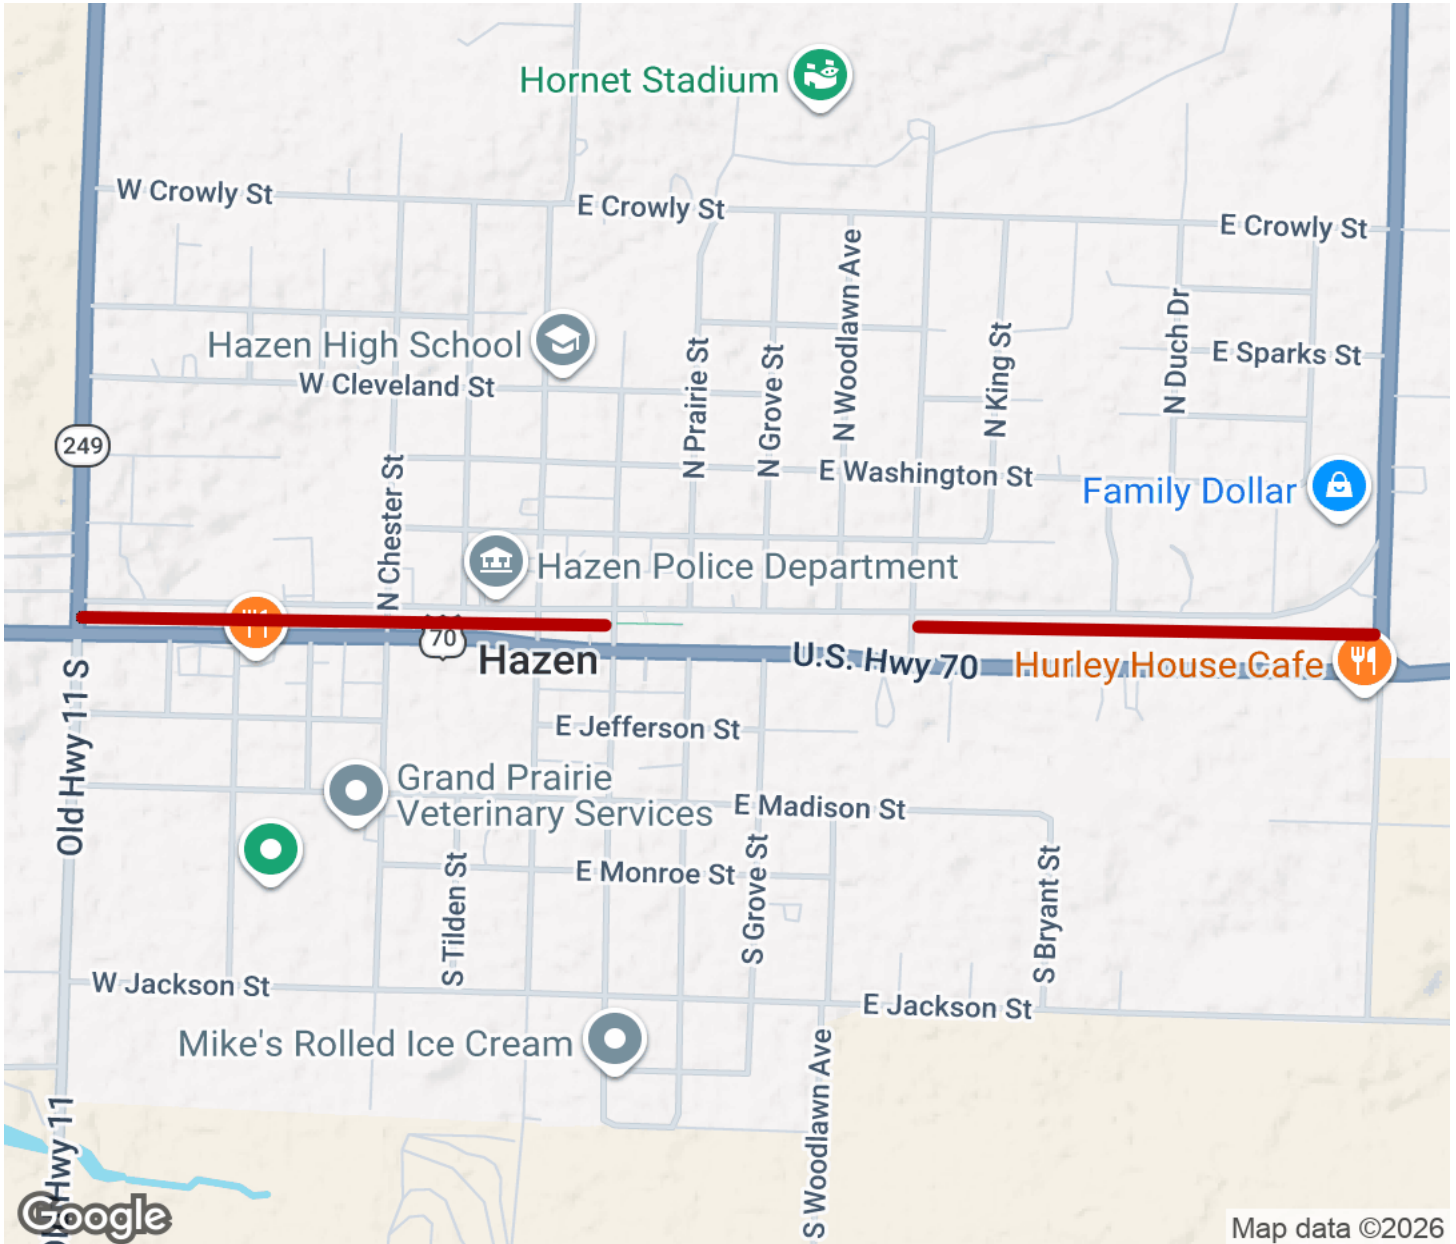 Hornet Stadium
W Crowly St
E Crowly St
E Crowly St
N Woodlawn Ave
N Duch Dr
Hazen High School
N Prairie St
N Grove St
N King St
E Sparks St
W Cleveland St
249
N Chester St
E Washington St
Family Dollar
Hazen Police Department
70
Hazen
U.S. Hwy 70
Hurley House Cafe
Old Hwy 11 S
E Jefferson St
Grand Prairie
Veterinary Services
E Madison St
S Grove St
S Tilden St
E Monroe St
S Bryant St
W Jackson St
E Jackson St
Mike's Rolled Ice Cream
S Woodlawn Ave
Hwy 11
Google
Map data ©2026